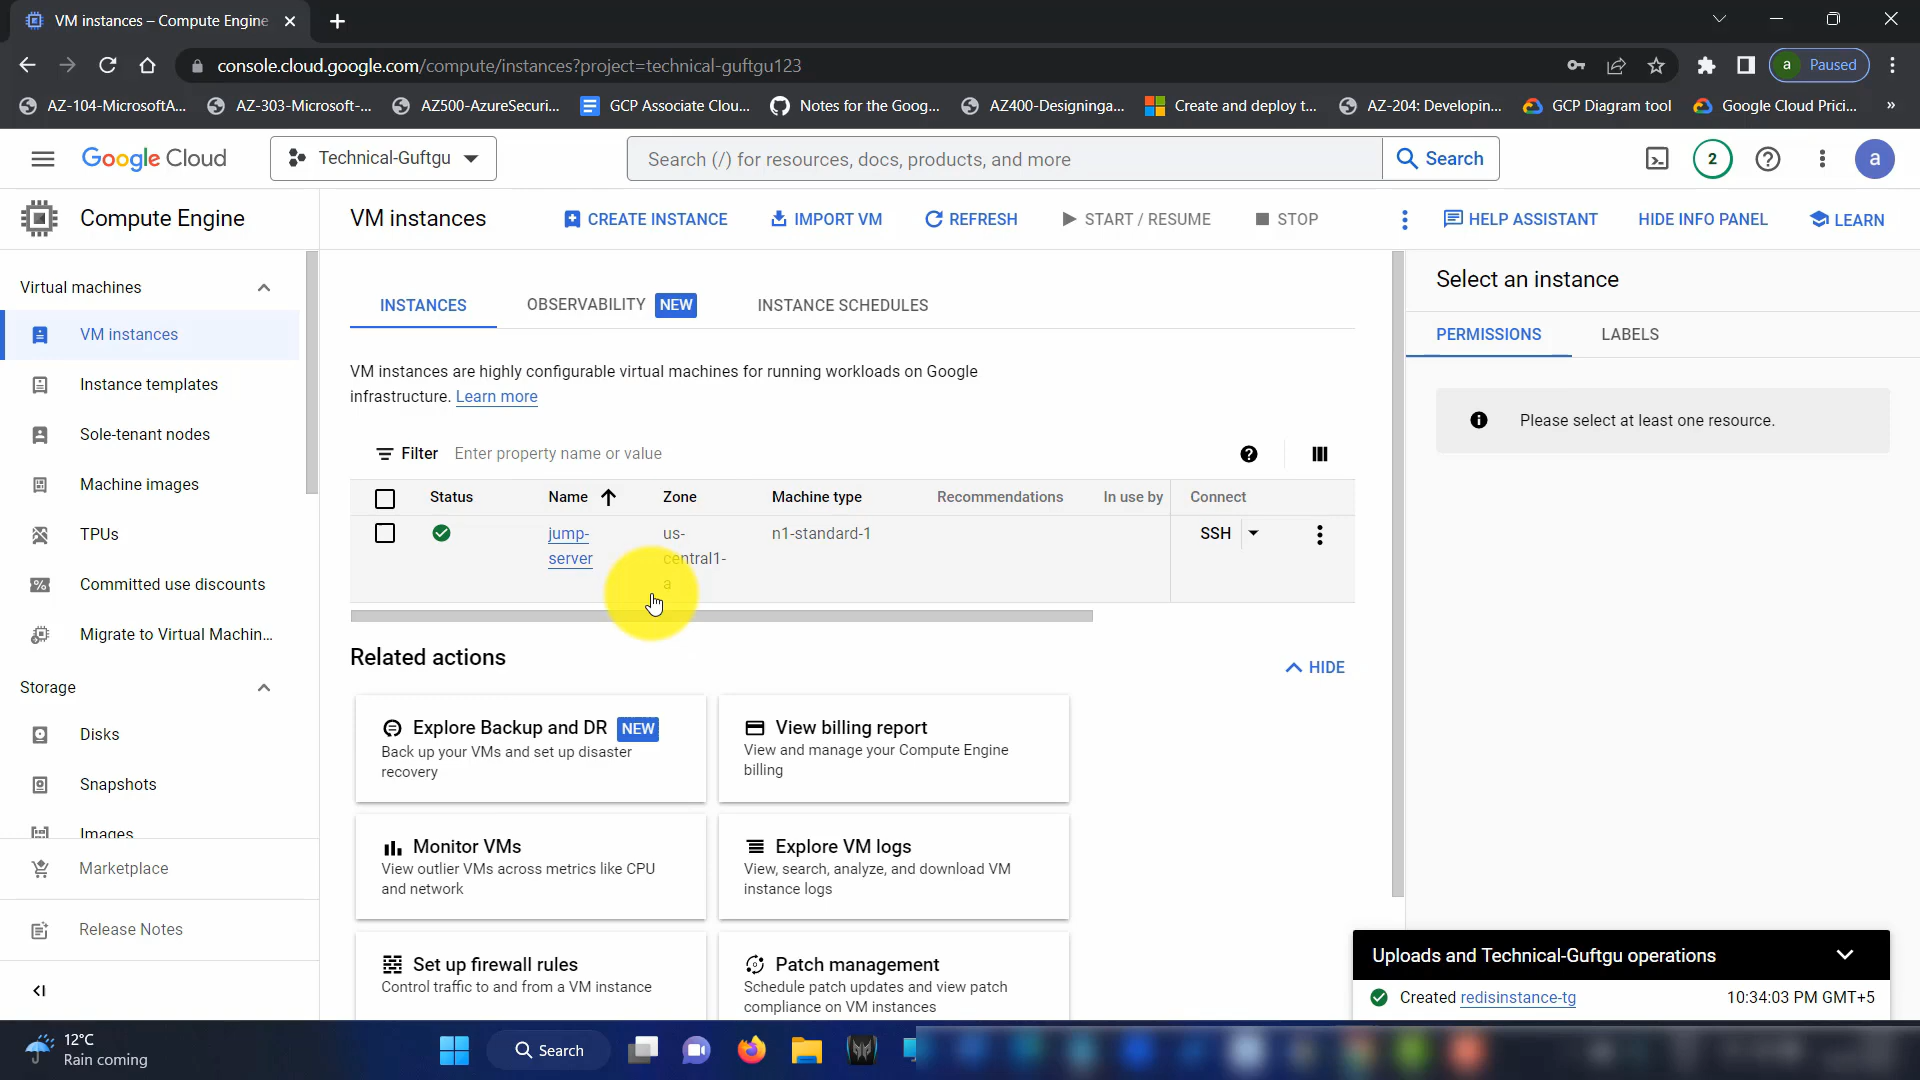 VM instances – Compute Engine
console.cloud.google.com/compute/instances?project=technical-guftgu123
a Paused
AZ-104-MicrosoftA...
AZ-303-Microsoft-...
AZ500-AzureSecuri...
GCP Associate Clou...
Notes for the Goog...
AZ400-Designinga...
Create and deploy t...
AZ-204: Developin...
GCP Diagram tool
Google Cloud Prici...
»
Google Cloud
Technical-Guftgu
Search (/) for resources, docs, products, and more
Search
2
a
Compute Engine
VM instances
CREATE INSTANCE
IMPORT VM
REFRESH
START / RESUME
STOP
HELP ASSISTANT
HIDE INFO PANEL
LEARN
Virtual machines
VM instances
Instance templates
Sole-tenant nodes
Machine images
TPUs
Committed use discounts
Migrate to Virtual Machin...
Storage
Disks
Snapshots
Images
Marketplace
Release Notes
INSTANCES
OBSERVABILITY NEW
INSTANCE SCHEDULES
VM instances are highly configurable virtual machines for running workloads on Google
infrastructure. Learn more
Filter Enter property name or value
Status Name Zone Machine type Recommendations In use by Connect
jump-
server
us-
central1-
a
n1-standard-1
SSH
Related actions
HIDE
Explore Backup and DR NEW
Back up your VMs and set up disaster
recovery
View billing report
View and manage your Compute Engine
billing
Monitor VMs
View outlier VMs across metrics like CPU
and network
Explore VM logs
View, search, analyze, and download VM
instance logs
Set up firewall rules
Control traffic to and from a VM instance
Patch management
Schedule patch updates and view patch
compliance on VM instances
Select an instance
PERMISSIONS
LABELS
Please select at least one resource.
Uploads and Technical-Guftgu operations
Created redisinstance-tg
10:34:03 PM GMT+5
12°C
Rain coming
Search